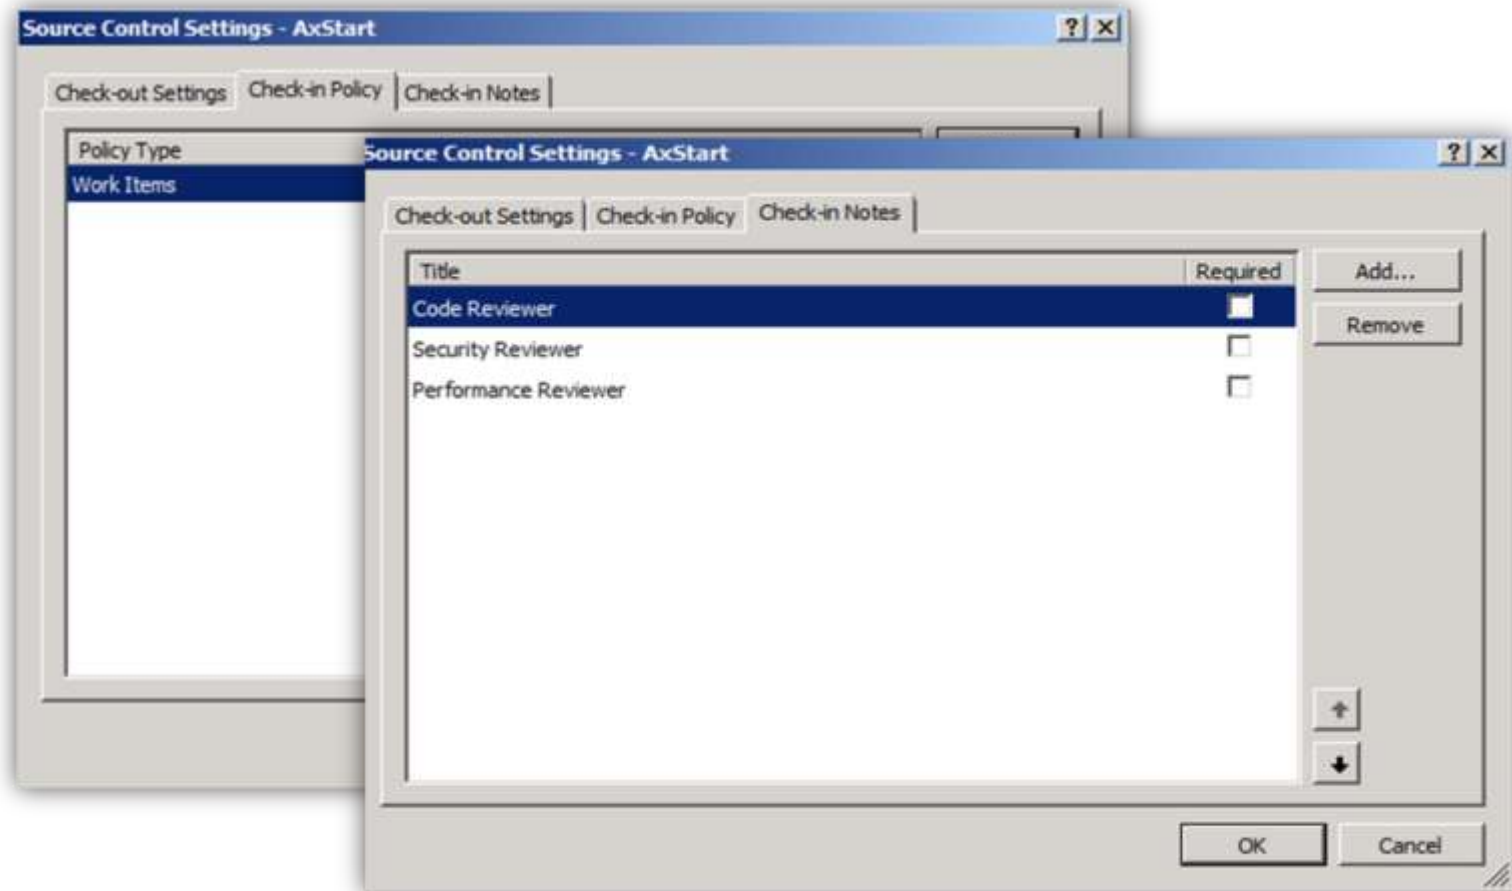 Source Control Settings - AxStart
Check-out Settings Check-in Policy Check-in Notes
Policy Type
Work Items
Source Control Settings - AxStart
Check-out Settings Check-in Policy Check-in Notes
Title Required Add...
Code Reviewer
Remove
Security Reviewer
Performance Reviewer
OK Cancel